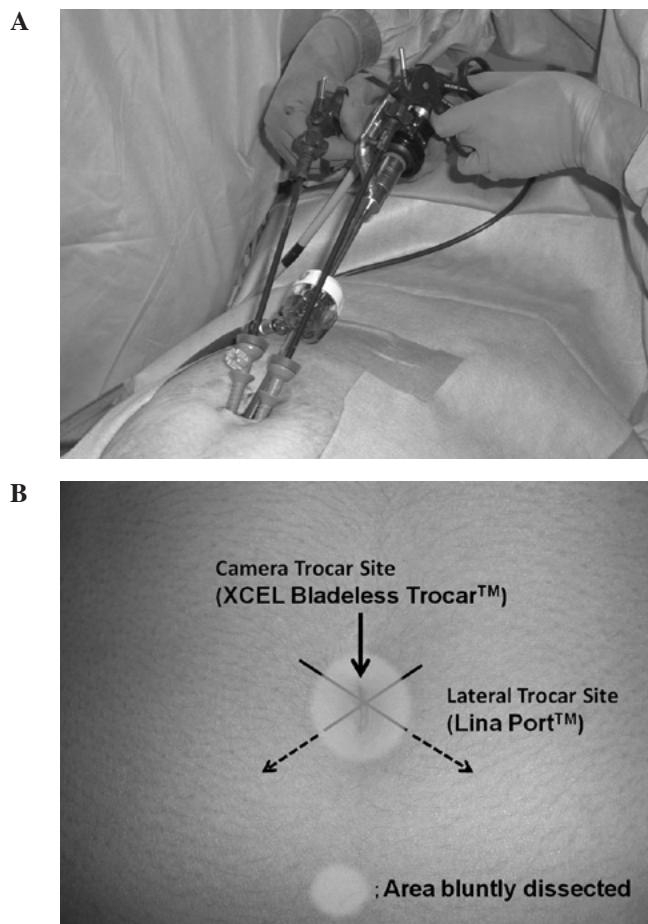 A
B
Camera Trocar Site
(XCEL Bladeless Trocar™)
Lateral Trocar Site
(Lina Port™)
; Area bluntly dissected